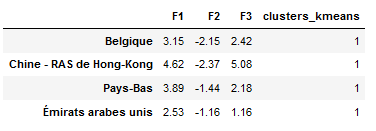 F1 F2 F3 clusters_kmeans
Belgique 3.15 -2.15 2.42 1
Chine - RAS de Hong-Kong 4.62 -2.37 5.08 1
Pays-Bas 3.89 -1.44 2.18 1
Émirats arabes unis 2.53 -1.16 1.16 1